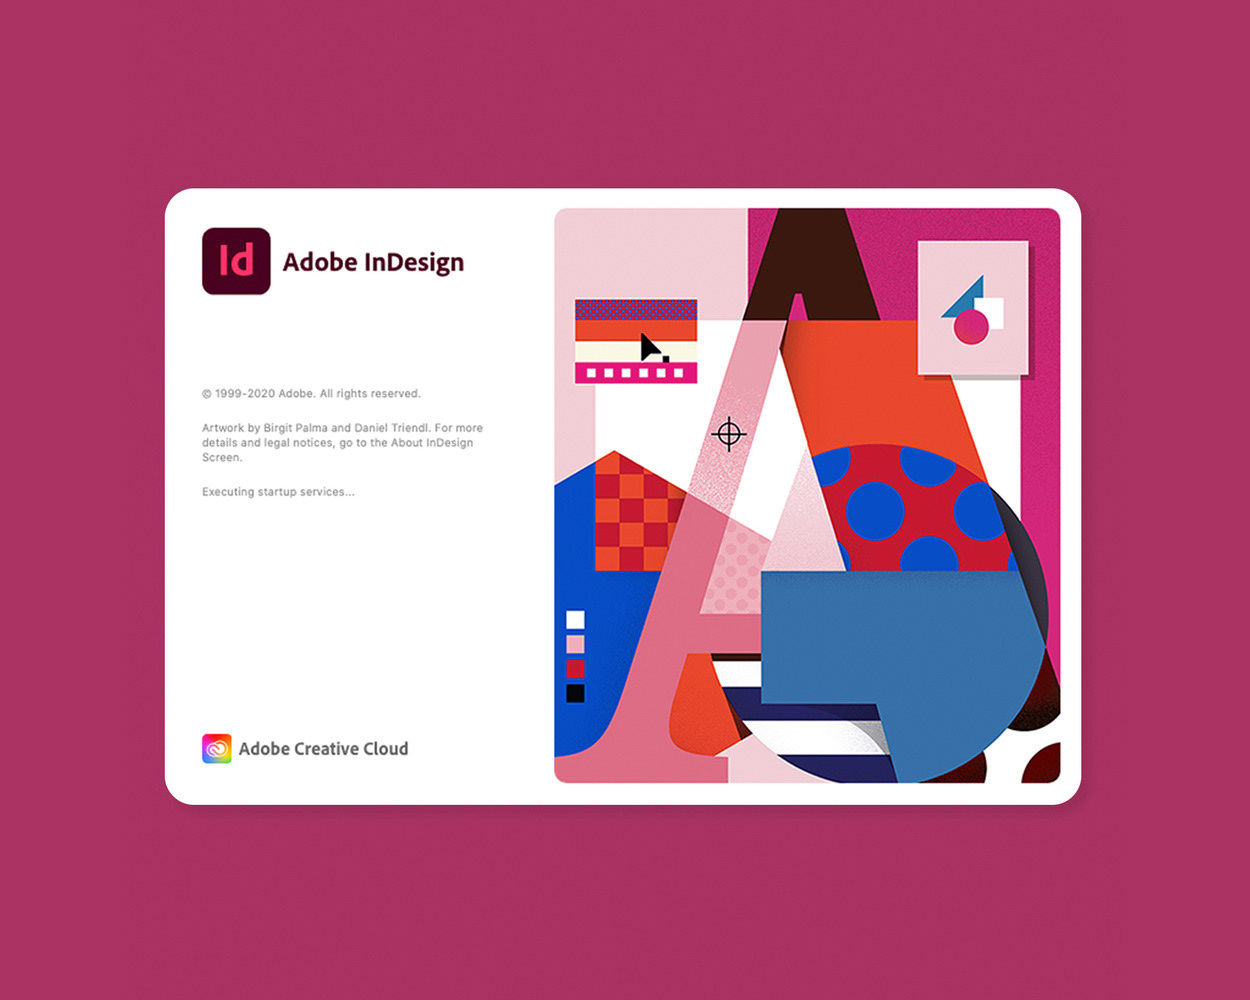 Id
Adobe InDesign
© 1999-2020 Adobe. All rights reserved.
Artwork by Birgit Palma and Daniel Triendl. For more
details and legal notices, go to the About InDesign
Screen.
Executing startup services...
Adobe Creative Cloud